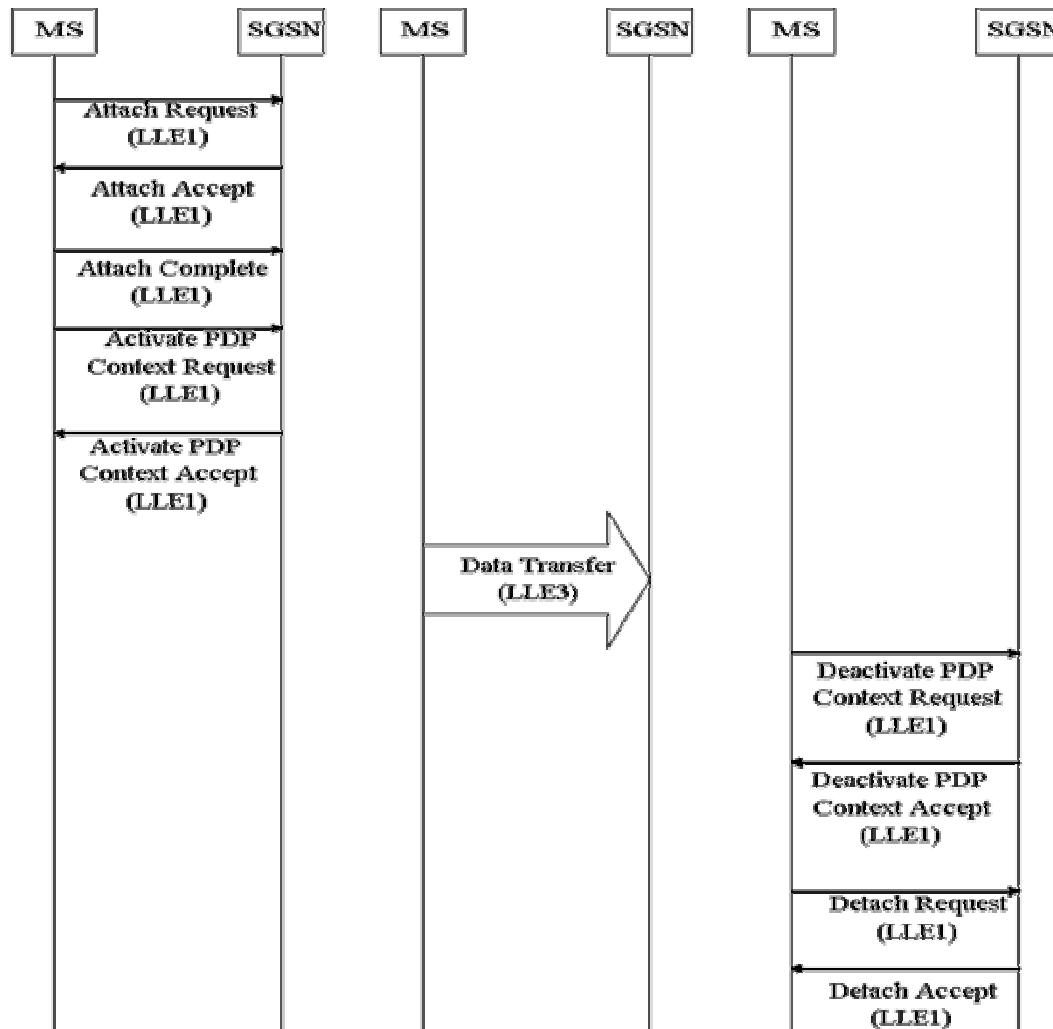 MS
SGSN
MS
SGSN
MS
SGSN
Attach Request
(LLE1)
Attach Accept
(LLE1)
Attach Complete
(LLE1)
Activate PDP
Context Request
(LLE1)
Activate PDP
Context Accept
(LLE1)
Data Transfer
(LLE3)
Deactivate PDP
Context Request
(LLE1)
Deactivate PDP
Context Accept
(LLE1)
Detach Request
(LLE1)
Detach Accept
(LLE1)